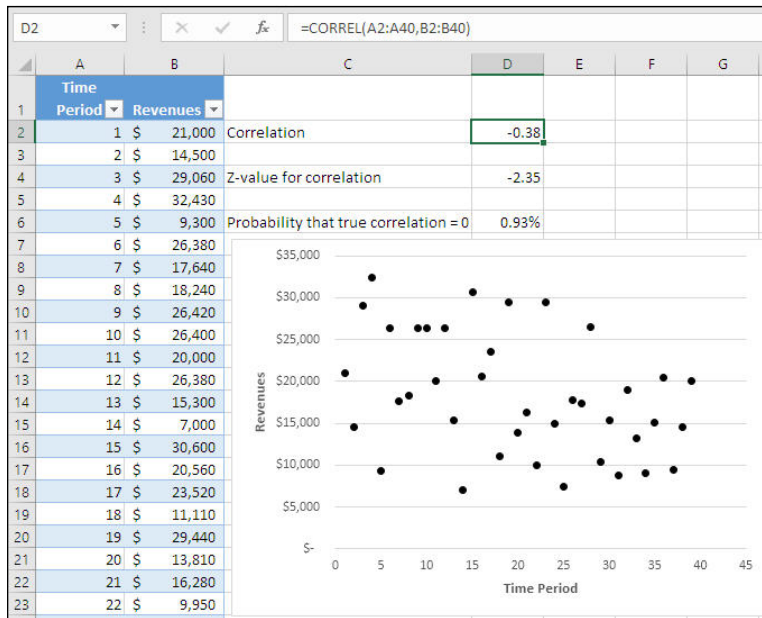 D2 fx =CORREL(A2:A40,B2:B40)
A B C D E F G
Time
1 Period Revenues
2 1 $ 21,000 Correlation -0.38
3 2 $ 14,500
4 3 $ 29,060 Z-value for correlation -2.35
5 4 $ 32,430
6 5 $ 9,300 Probability that true correlation = 0 0.93%
7 6 $ 26,380
8 7 $ 17,640
9 8 $ 18,240
10 9 $ 26,420
11 10 $ 26,400
12 11 $ 20,000
13 12 $ 26,380
14 13 $ 15,300
15 14 $ 7,000
16 15 $ 30,600
17 16 $ 20,560
18 17 $ 23,520
19 18 $ 11,110
20 19 $ 29,440
21 20 $ 13,810
22 21 $ 16,280
23 22 $ 9,950
$35,000
$30,000
$25,000
$20,000
$15,000
$10,000
$5,000
$-
Revenues
0 5 10 15 20 25 30 35 40 45
Time Period